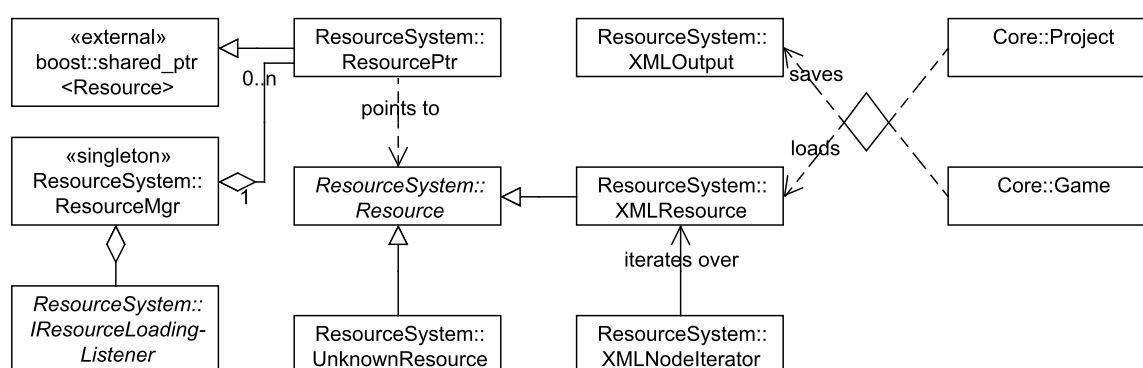 «external»
boost::shared_ptr
<Resource>
ResourceSystem::
ResourcePtr
ResourceSystem::
XMLOutput
Core::Project
0..n
saves
points to
«singleton»
ResourceSystem::
ResourceMgr
1
ResourceSystem::
Resource
loads
ResourceSystem::
XMLResource
Core::Game
iterates over
ResourceSystem::
IResourceLoading-
Listener
ResourceSystem::
UnknownResource
ResourceSystem::
XMLNodeIterator